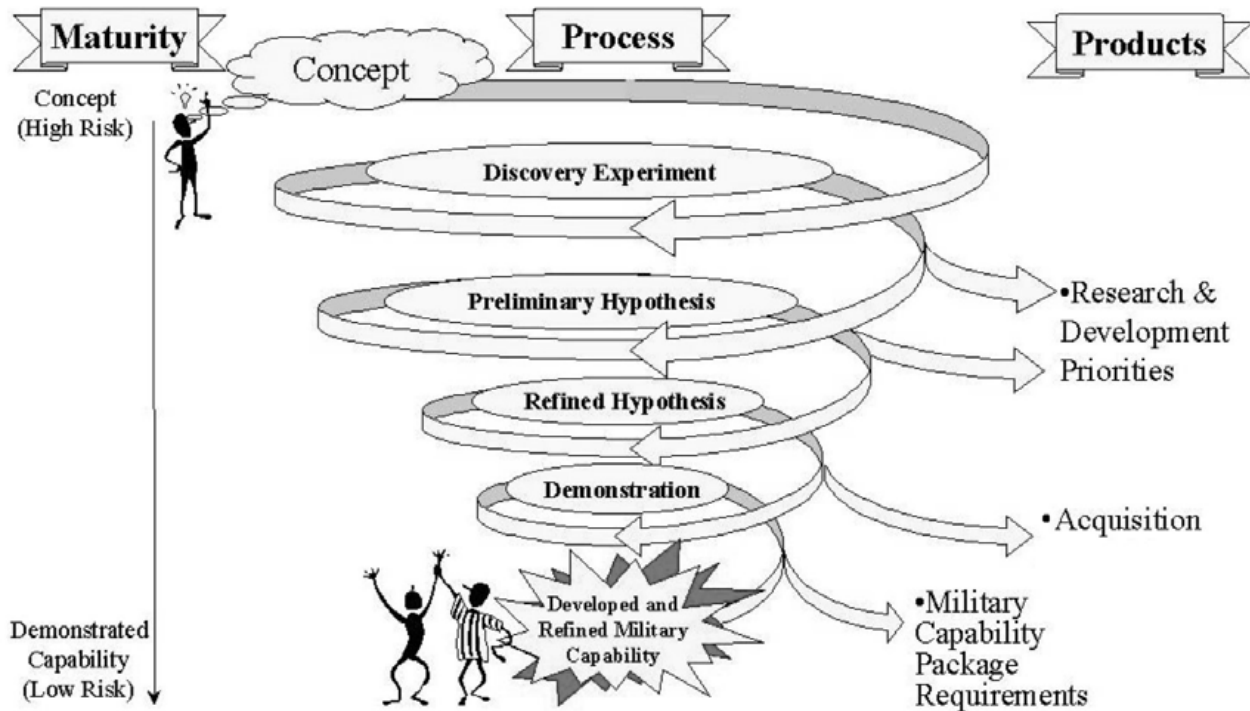 Maturity
Process
Products
Concept
Concept
(High Risk)
Discovery Experiment
Preliminary Hypothesis
•Research &
Development
Priorities
Refined Hypothesis
Demonstration
•Acquisition
Developed and
Refined Military
Capability
•Military
Capability
Package
Requirements
Demonstrated
Capability
(Low Risk)